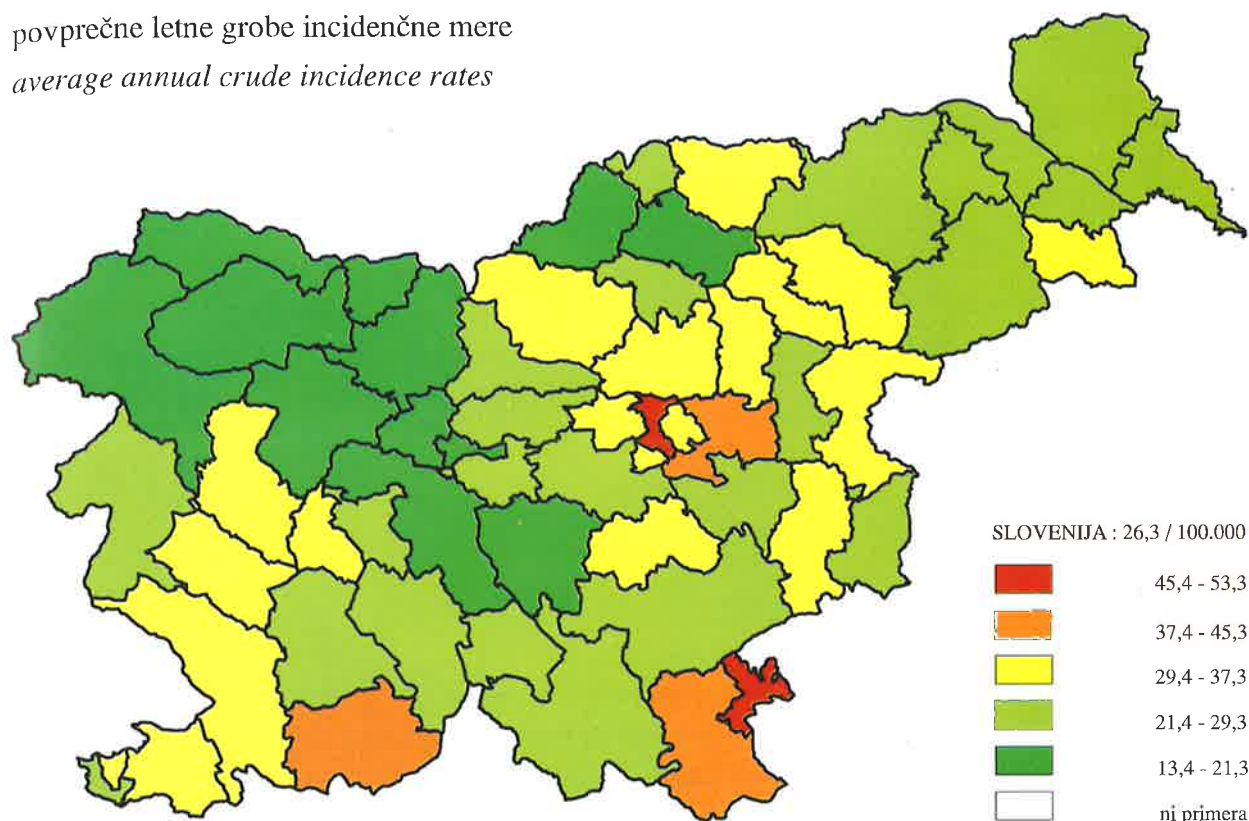 povprečne letne grobe incidenčne mere
average annual crude incidence rates
SLOVENIJA : 26,3 / 100.000
45,4 - 53,3
37,4 - 45,3
29,4 - 37,3
21,4 - 29,3
13,4 - 21,3
ni primera